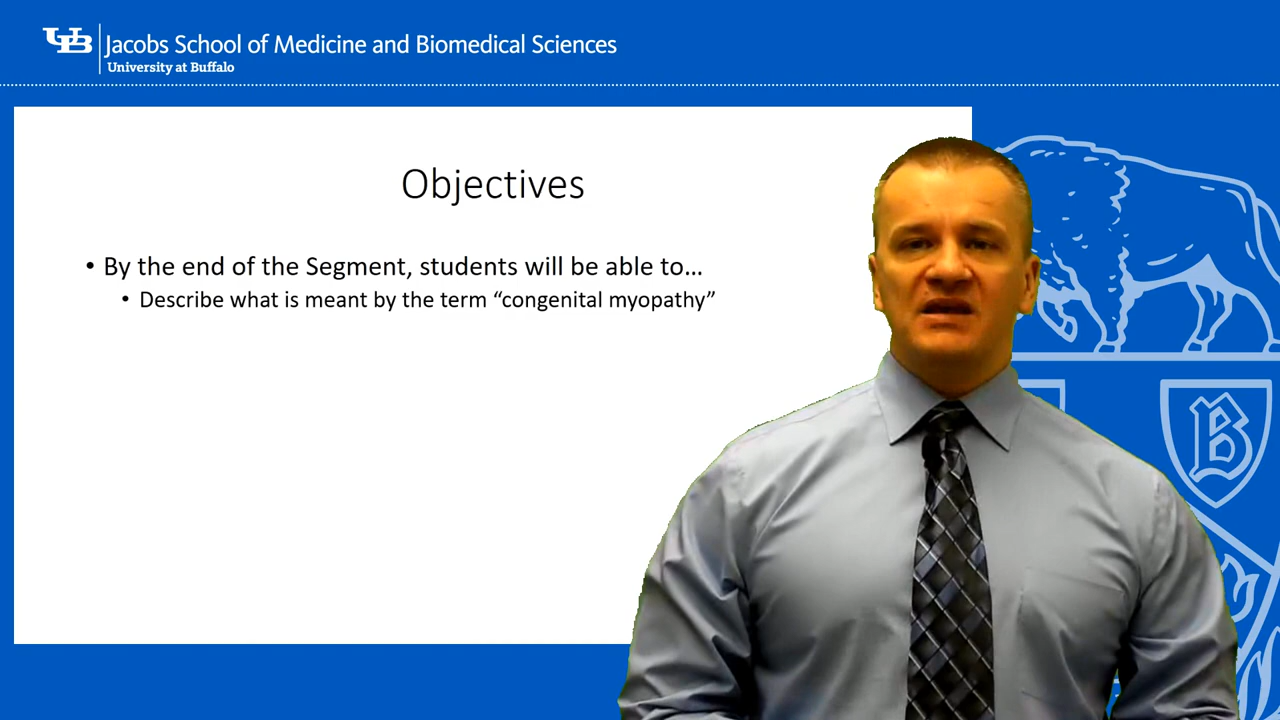 UB
Jacobs School of Medicine and Biomedical Sciences
University at Buffalo
Objectives
• By the end of the Segment, students will be able to…
• Describe what is meant by the term “congenital myopathy”
B